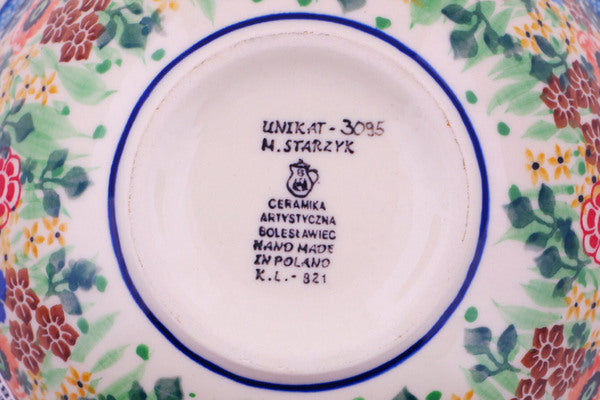 UNIKAT - 3095
M. STARZYK
CERAMIKA
ARTYSTYCZNA
BOLESŁAWIEC
HAND MADE
IN POLAND
K.L. - 821